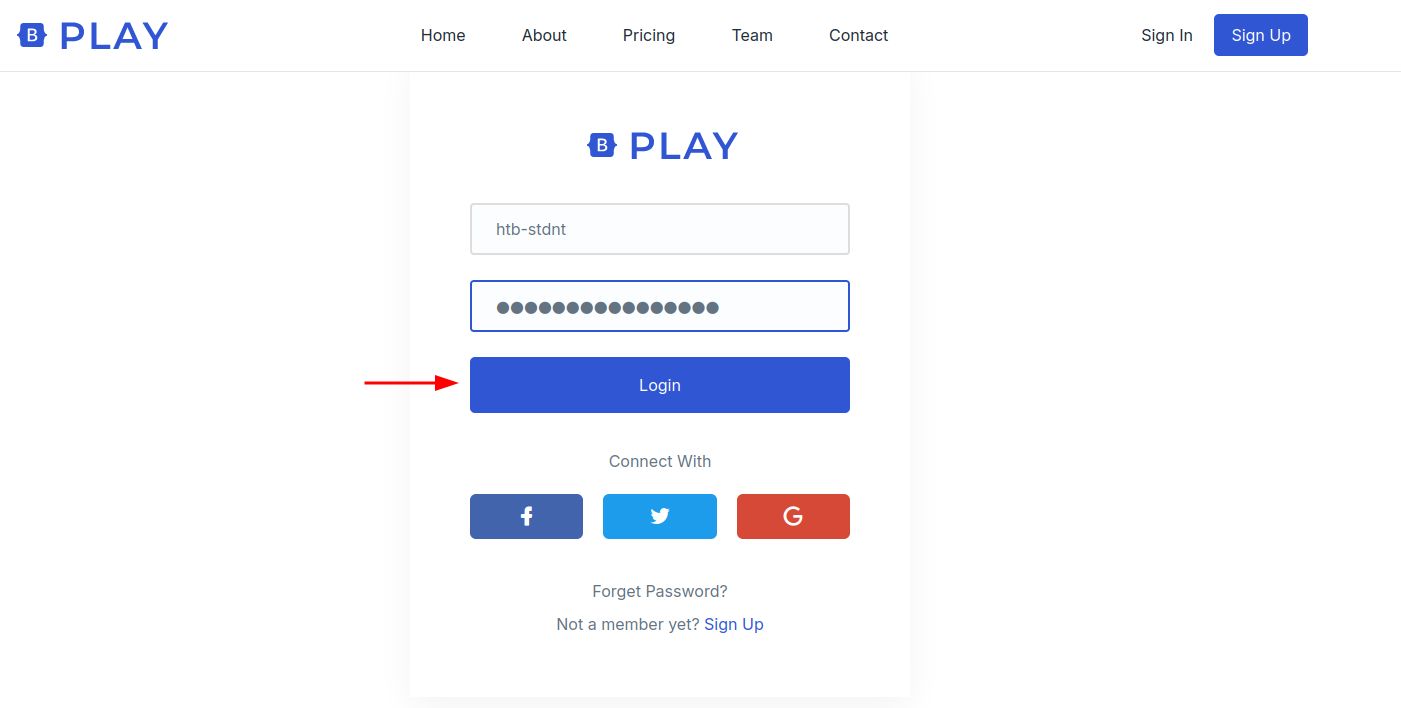 B PLAY
Home About Pricing Team Contact
Sign In Sign Up
B PLAY
htb-stdnt
●●●●●●●●●●●●●●●●
Login
Connect With
Forget Password?
Not a member yet? Sign Up